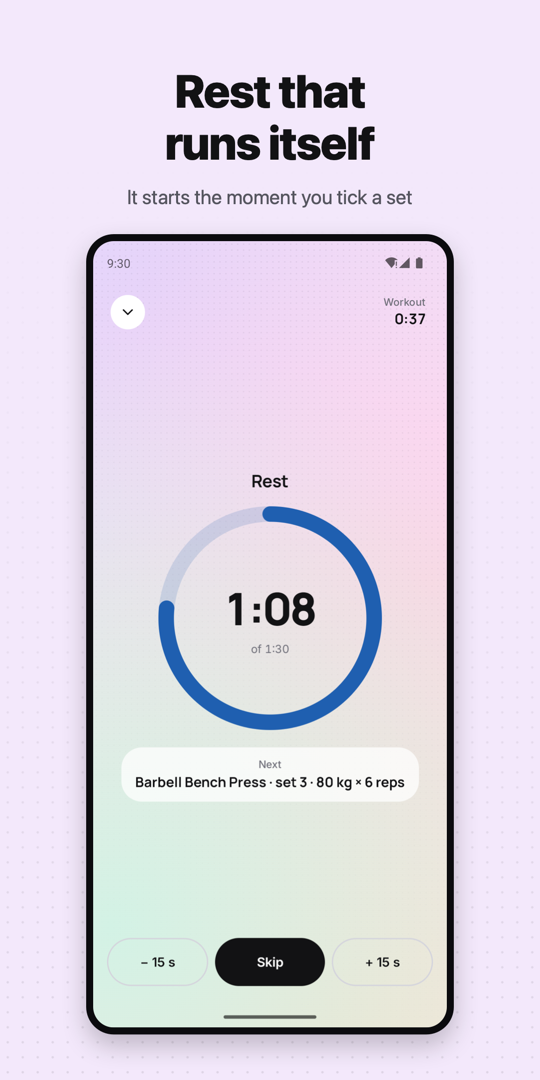 Rest that
runs itself
It starts the moment you tick a set
9:30
Workout
0:37
Rest
1:08
of 1:30
Next
Barbell Bench Press · set 3 · 80 kg × 6 reps
− 15 s
Skip
+ 15 s